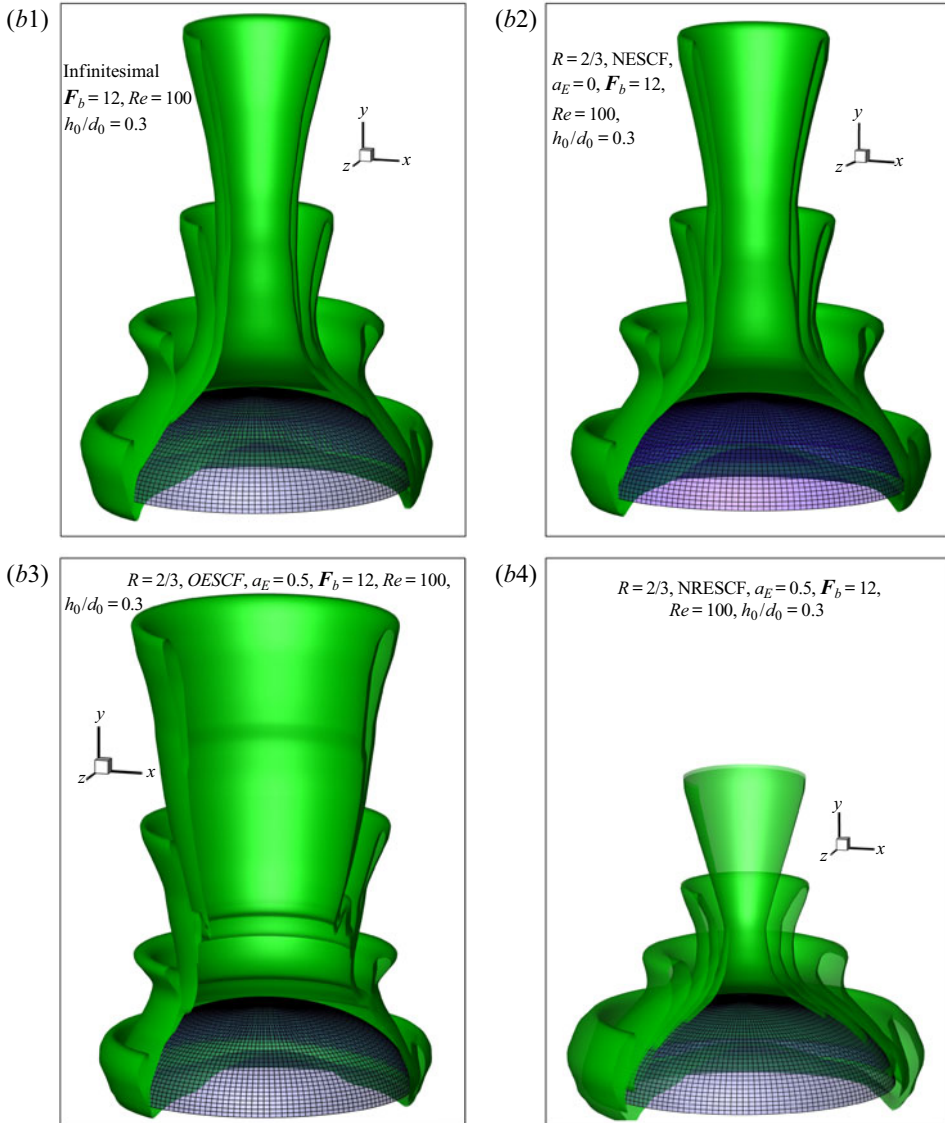 (b1)
Infinitesimal
F_b = 12, Re = 100
h_0/d_0 = 0.3
y
z
x
(b2)
R = 2/3, NESCF,
a_E = 0, F_b = 12,
Re = 100,
h_0/d_0 = 0.3
y
z
x
(b3)
R = 2/3, OESCF, a_E = 0.5, F_b = 12, Re = 100,
h_0/d_0 = 0.3
y
z
x
(b4)
R = 2/3, NRESCF, a_E = 0.5, F_b = 12,
Re = 100, h_0/d_0 = 0.3
y
z
x